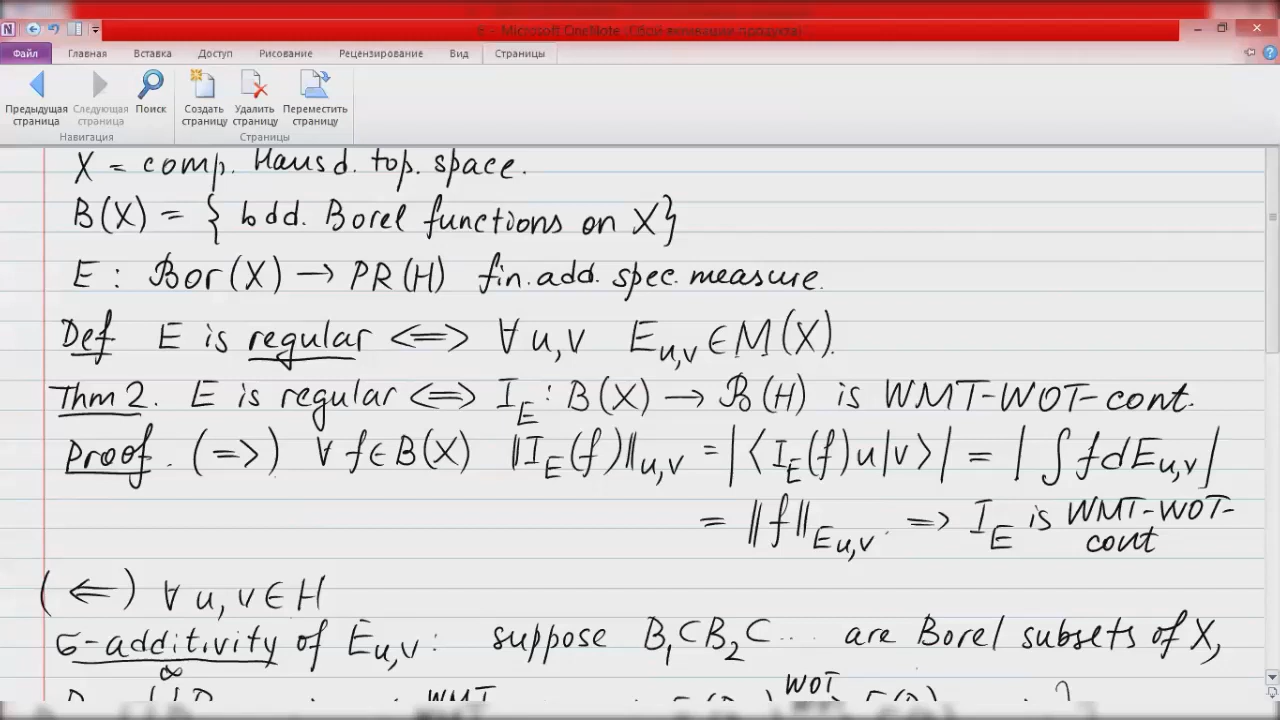 Файл Главная Вставка Доступ Рисование Рецензирование Вид Страницы
Предыдущая страница Следующая страница Поиск Создать страницу Удалить страницу Переместить страницу
Навигация Страницы
X = comp. Hausd. top. space.
B(X) = { bdd. Borel functions on X}
E : Bor(X) → PR(H) fin. add. spec. measure.
Def E is regular ⟺ ∀ u,v E_{u,v} ∈ M(X).
Thm 2. E is regular ⟺ I_E : B(X) → ℬ(H) is WMT-WOT-cont.
Proof. (⇒) ∀ f ∈ B(X) ‖I_E(f)‖_{u,v} = |⟨I_E(f)u|v⟩| = |∫ f dE_{u,v}|
= ‖f‖_{E_{u,v}} ⇒ I_E is WMT-WOT-cont
(⇐) ∀ u, v ∈ H
σ-additivity of E_{u,v}: suppose B_1 ⊂ B_2 ⊂ ... are Borel subsets of X,
∞ WMT WOT